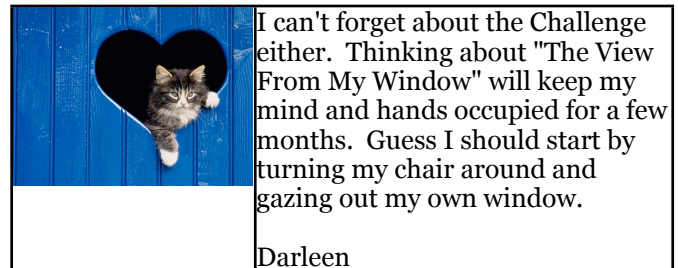 I can't forget about the Challenge
either.  Thinking about "The View
From My Window" will keep my
mind and hands occupied for a few
months.  Guess I should start by
turning my chair around and
gazing out my own window.

Darleen